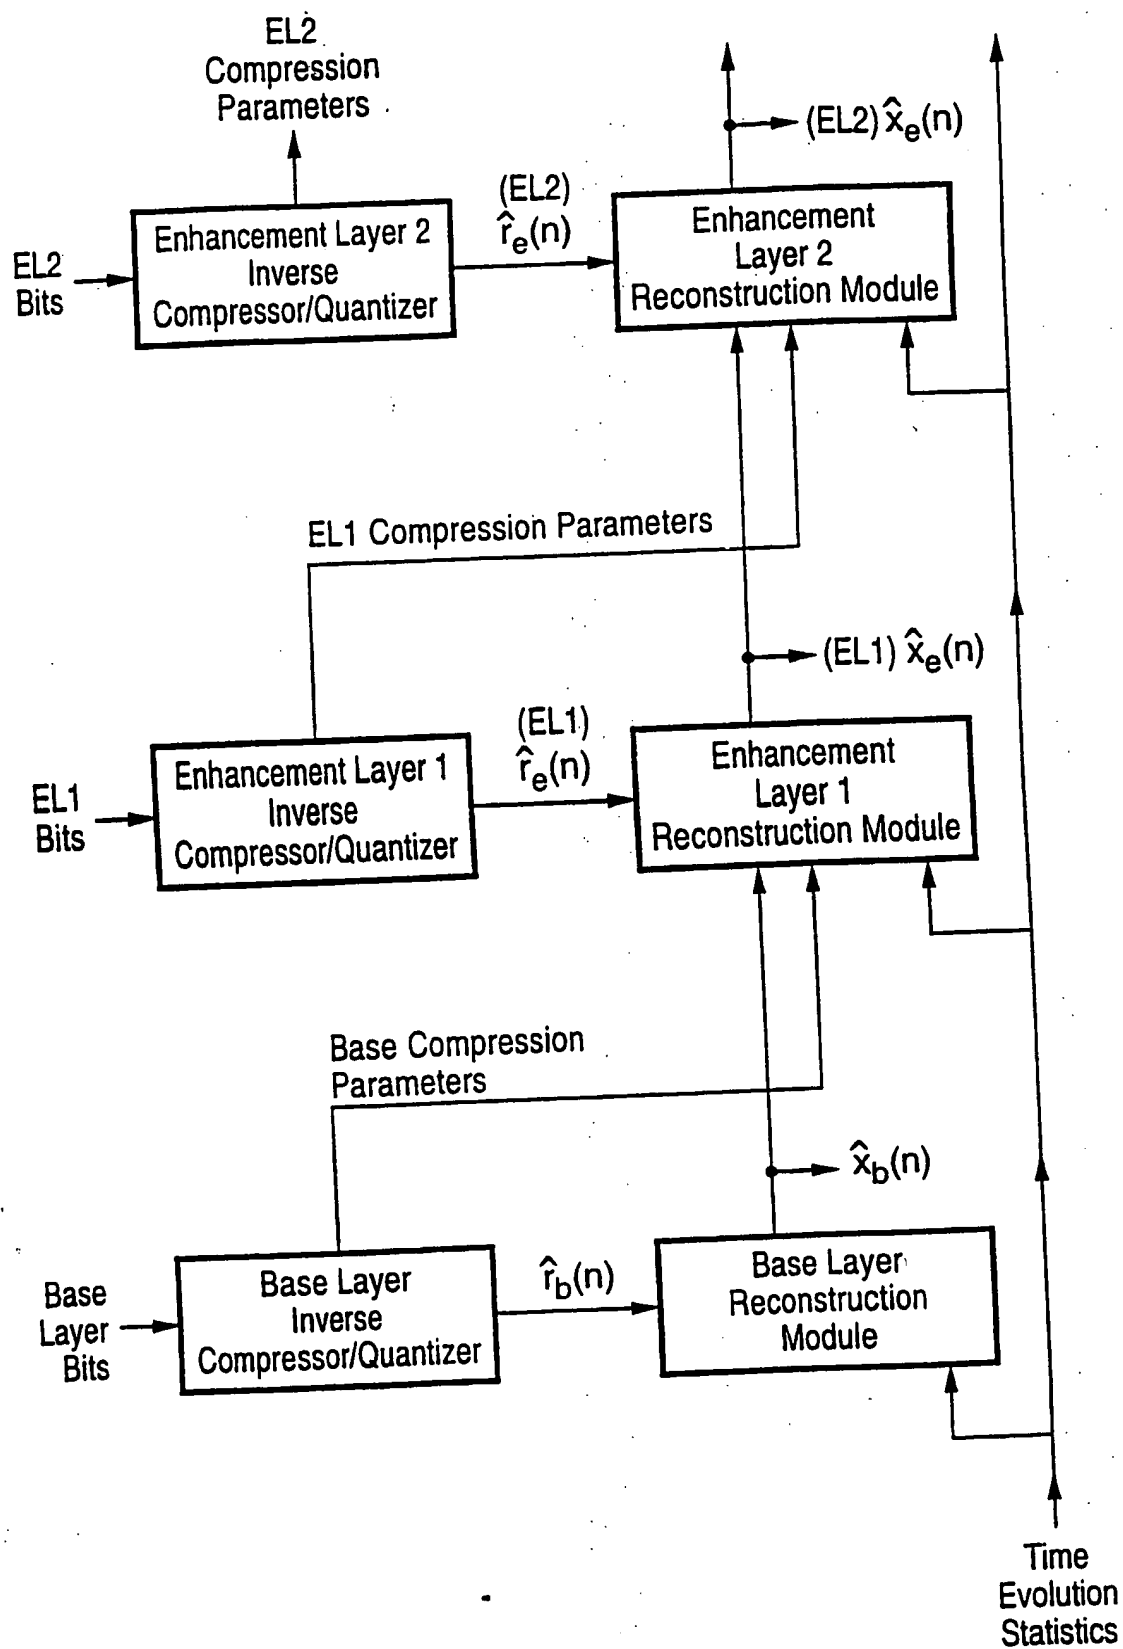 EL2
Compression
Parameters
(EL2) x̂e(n)
(EL2)
r̂e(n)
EL2
Bits
Enhancement Layer 2
Inverse
Compressor/Quantizer
Enhancement
Layer 2
Reconstruction Module
EL1 Compression Parameters
(EL1) x̂e(n)
(EL1)
r̂e(n)
EL1
Bits
Enhancement Layer 1
Inverse
Compressor/Quantizer
Enhancement
Layer 1
Reconstruction Module
Base Compression
Parameters
x̂b(n)
r̂b(n)
Base
Layer
Bits
Base Layer
Inverse
Compressor/Quantizer
Base Layer
Reconstruction
Module
Time
Evolution
Statistics